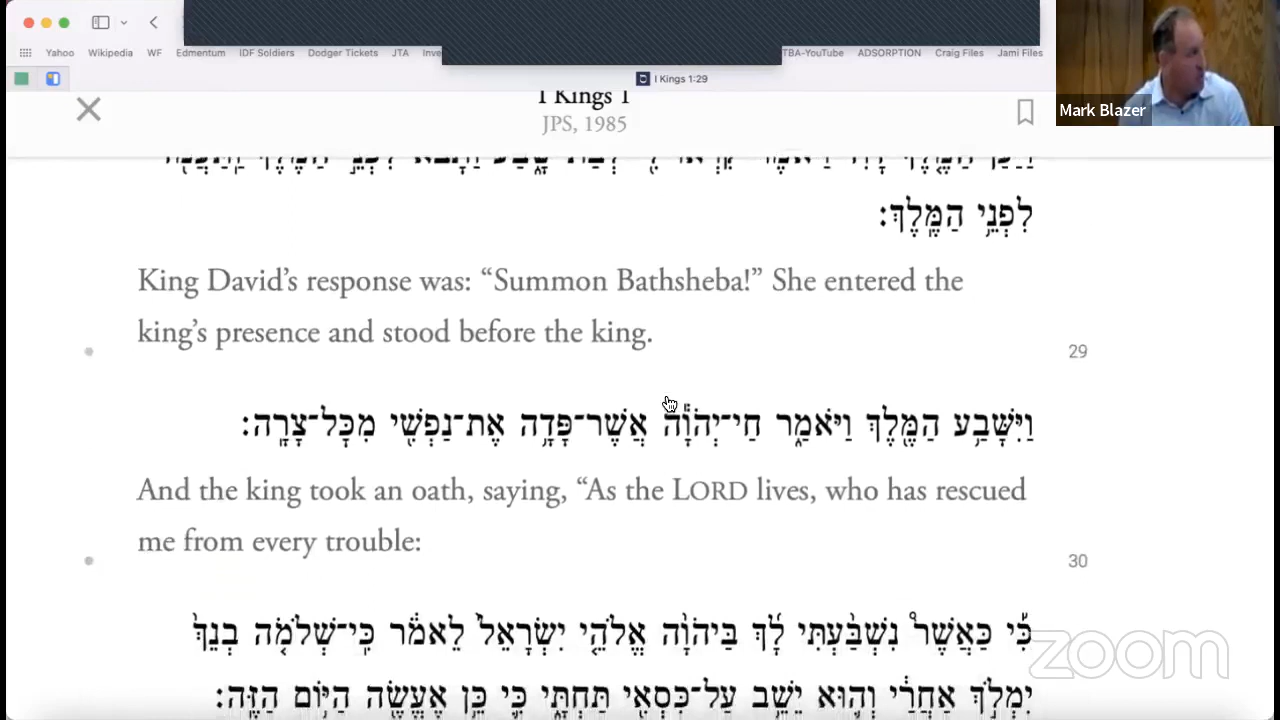 Yahoo Wikipedia WF Edmentum IDF Soldiers Dodger Tickets JTA Inve TBA-YouTube ADSORPTION Craig Files Jami Files
I Kings 1:29
Mark Blazer
I Kings 1
JPS, 1985
לִפְנֵ֥י הַמֶּֽלֶךְ׃
King David’s response was: “Summon Bathsheba!” She entered the
king’s presence and stood before the king.
29
וַיִּשָּׁבַ֥ע הַמֶּ֖לֶךְ וַיֹּאמַ֑ר חַי־יְהֹוָ֕ה אֲשֶׁר־פָּדָ֥ה אֶת־נַפְשִׁ֖י מִכׇּל־צָרָֽה׃
And the king took an oath, saying, “As the LORD lives, who has rescued
me from every trouble:
30
כִּ֡י כַּאֲשֶׁר֩ נִשְׁבַּ֨עְתִּי לָ֜ךְ בַּיהֹוָ֨ה אֱלֹהֵ֤י יִשְׂרָאֵל֙ לֵאמֹ֔ר כִּֽי־שְׁלֹמֹ֤ה בְנֵךְ֙
יִמְלֹ֣ךְ אַחֲרַ֔י וְה֛וּא יֵשֵׁ֥ב עַל־כִּסְאִ֖י תַּחְתָּ֑י כִּ֛י כֵּ֥ן אֶעֱשֶׂ֖ה הַיּ֥וֹם הַזֶּֽה׃
zoom